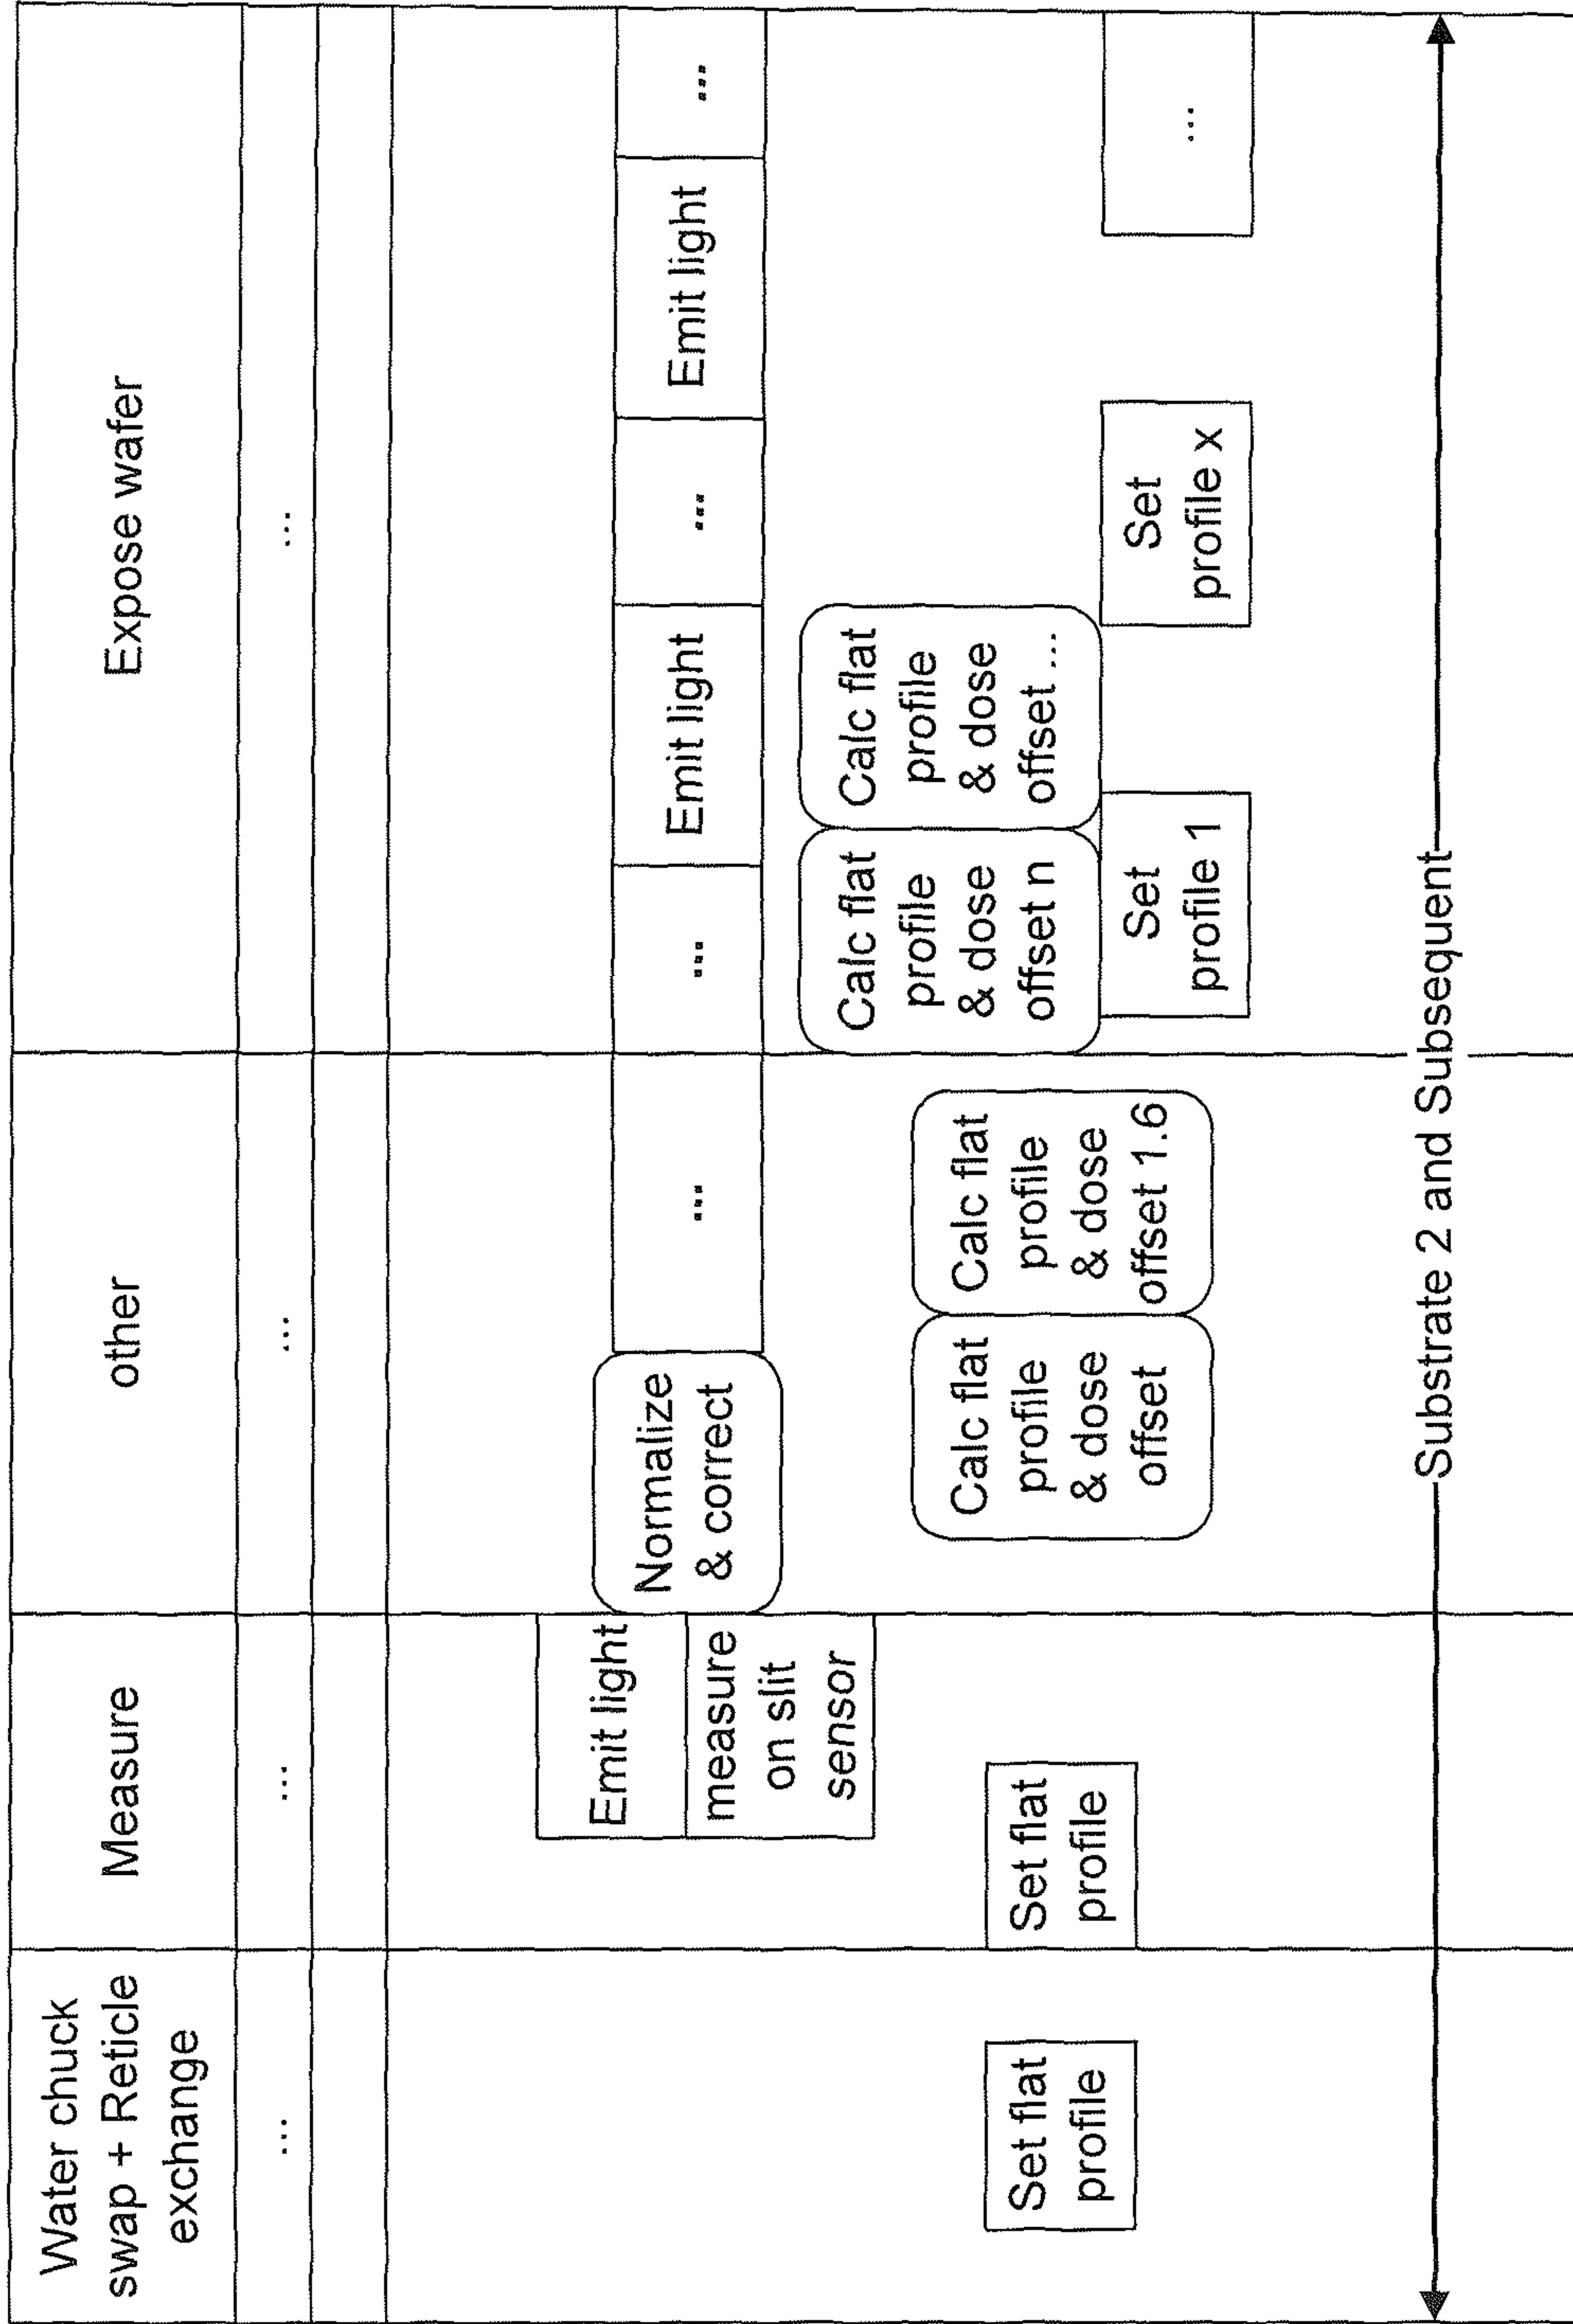 Water chuck
swap + Reticle
exchange
Measure
other
Expose wafer
...
...
...
...
Emit light
measure
on slit
sensor
Normalize
& correct
...
...
Emit light
...
Emit light
...
Set flat
profile
Set flat
profile
Calc flat
profile
& dose
offset
Calc flat
profile
& dose
offset 1.6
Calc flat
profile
& dose
offset n
Calc flat
profile
& dose
offset ...
Set
profile 1
Set
profile x
...
Substrate 2 and Subsequent